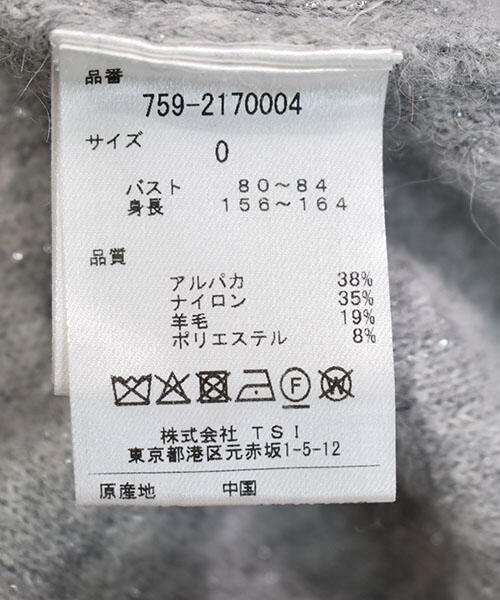 品番
759-2170004
サイズ
0
バスト 80～84
身長 156～164
品質
アルパカ 38%
ナイロン 35%
羊毛 19%
ポリエステル 8%
F W
株式会社 TSI
東京都港区元赤坂1-5-12
原産地 中国